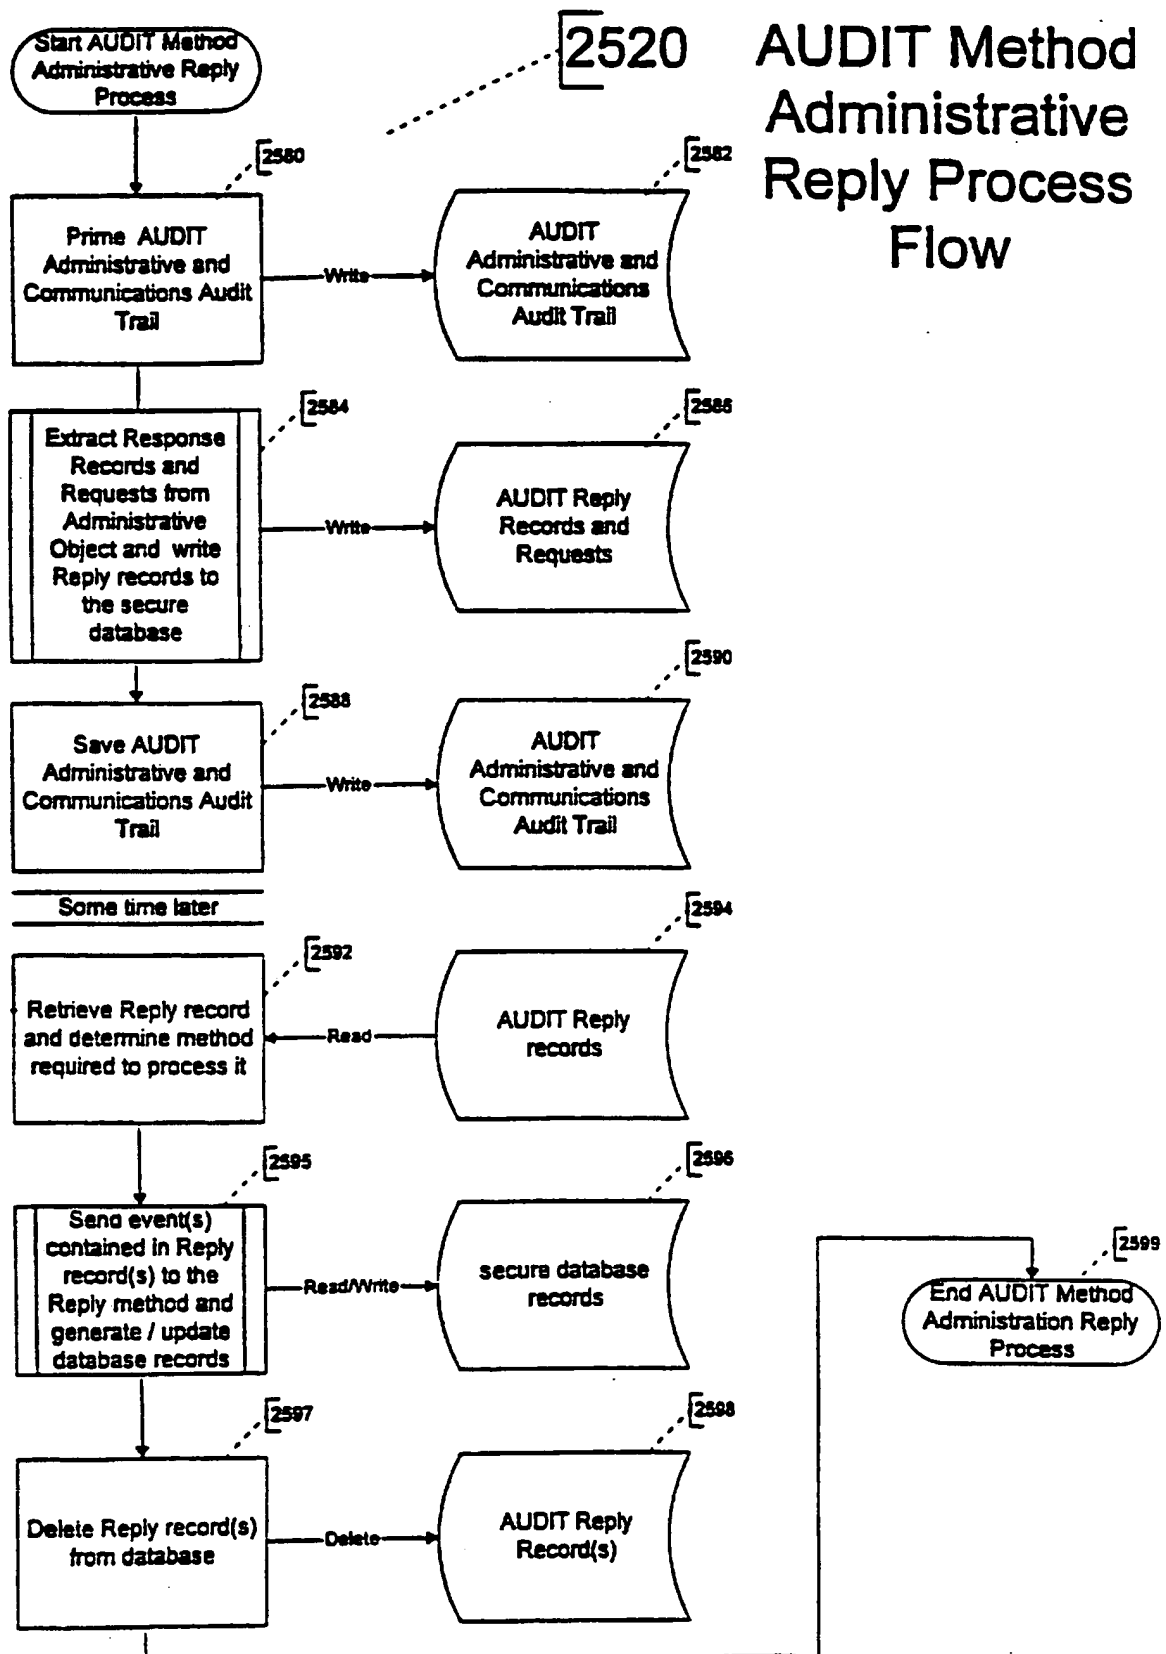 2520
AUDIT Method
Administrative
Reply Process
Flow
Start AUDIT Method
Administrative Reply
Process
2580
Prime AUDIT
Administrative and
Communications Audit
Trail
Write
2582
AUDIT
Administrative and
Communications
Audit Trail
2584
Extract Response
Records and
Requests from
Administrative
Object and write
Reply records to
the secure
database
Write
2586
AUDIT Reply
Records and
Requests
2588
Save AUDIT
Administrative and
Communications Audit
Trail
Write
2590
AUDIT
Administrative and
Communications
Audit Trail
Some time later
2592
Retrieve Reply record
and determine method
required to process it
Read
2594
AUDIT Reply
records
2595
Send event(s)
contained in Reply
record(s) to the
Reply method and
generate / update
database records
Read/Write
2596
secure database
records
2597
Delete Reply record(s)
from database
Delete
2598
AUDIT Reply
Record(s)
2599
End AUDIT Method
Administration Reply
Process